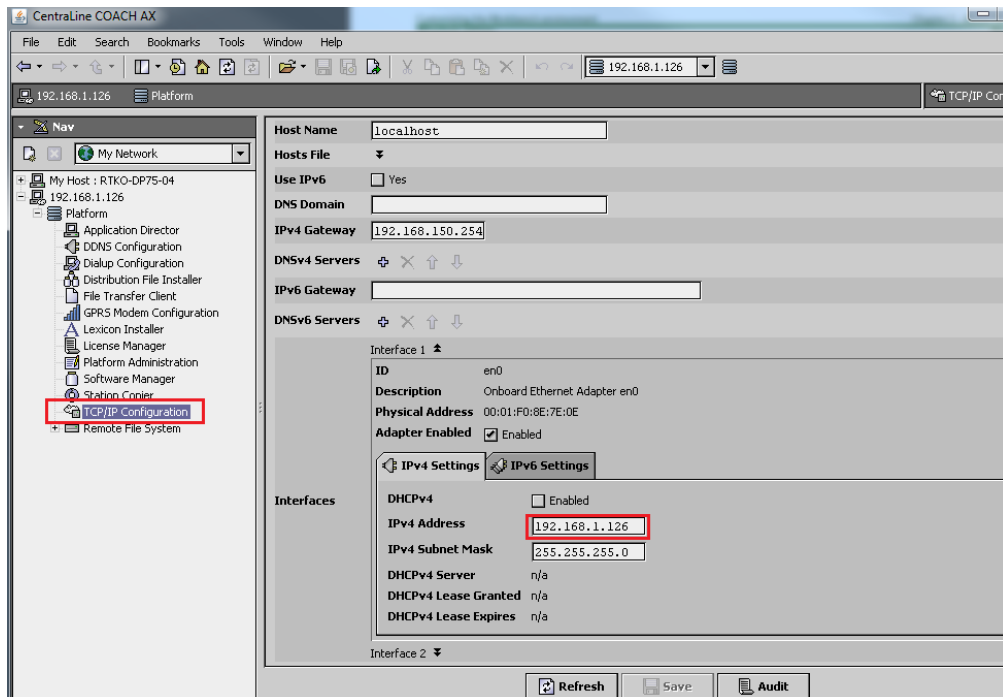 CentraLine COACH AX
File Edit Search Bookmarks Tools Window Help
192.168.1.126
192.168.1.126 Platform TCP/IP Con
Nav
My Network
My Host : RTKO-DP75-04
192.168.1.126
Platform
Application Director
DDNS Configuration
Dialup Configuration
Distribution File Installer
File Transfer Client
GPRS Modem Configuration
Lexicon Installer
License Manager
Platform Administration
Software Manager
Station Copier
TCP/IP Configuration
Remote File System
Host Name localhost
Hosts File
Use IPv6 Yes
DNS Domain
IPv4 Gateway 192.168.150.254
DNSv4 Servers
IPv6 Gateway
DNSv6 Servers
Interfaces
Interface 1
ID en0
Description Onboard Ethernet Adapter en0
Physical Address 00:01:F0:8E:7E:0E
Adapter Enabled Enabled
IPv4 Settings IPv6 Settings
DHCPv4 Enabled
IPv4 Address 192.168.1.126
IPv4 Subnet Mask 255.255.255.0
DHCPv4 Server n/a
DHCPv4 Lease Granted n/a
DHCPv4 Lease Expires n/a
Interface 2
Refresh Save Audit